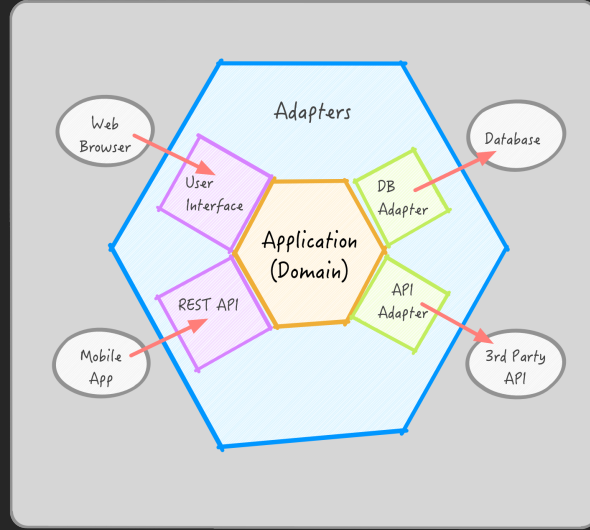 Adapters
Web
Browser
Database
User
Interface
DB
Adapter
Application
(Domain)
REST API
API
Adapter
Mobile
App
3rd Party
API